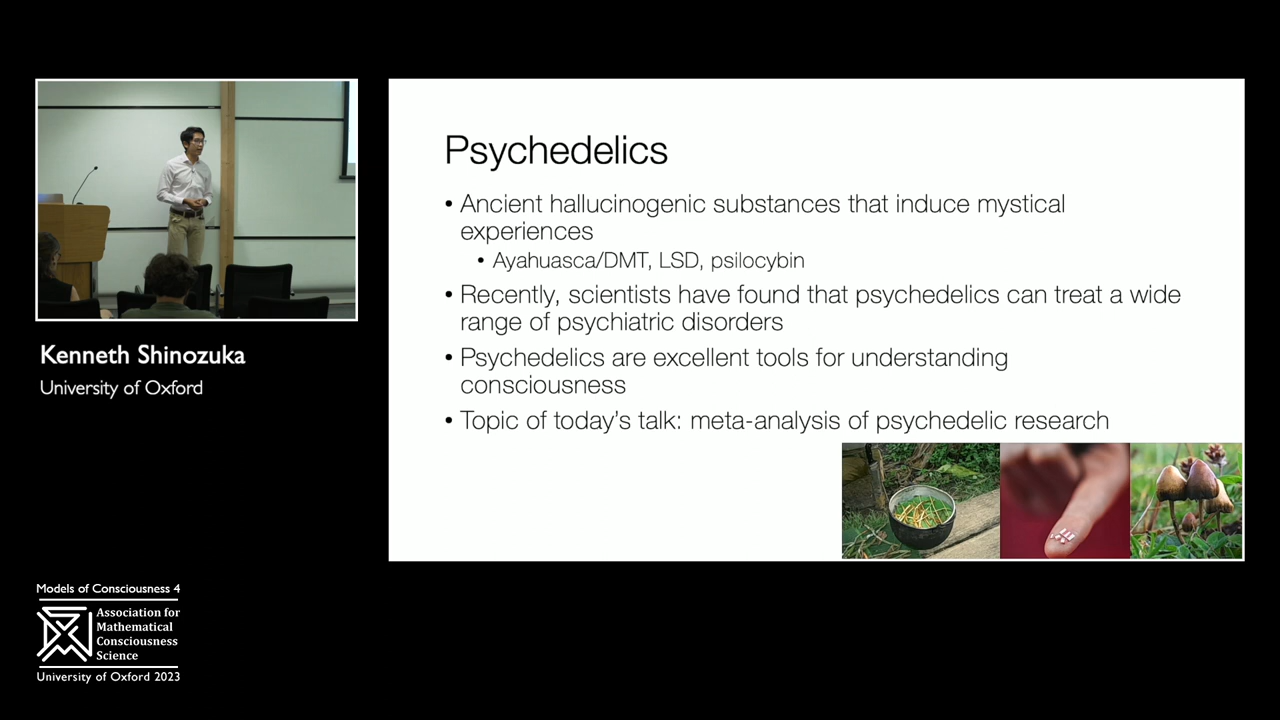 Psychedelics
• Ancient hallucinogenic substances that induce mystical
experiences
• Ayahuasca/DMT, LSD, psilocybin
• Recently, scientists have found that psychedelics can treat a wide
range of psychiatric disorders
• Psychedelics are excellent tools for understanding
consciousness
• Topic of today's talk: meta-analysis of psychedelic research
Kenneth Shinozuka
University of Oxford
Models of Consciousness 4
Association for
Mathematical
Consciousness
Science
University of Oxford 2023